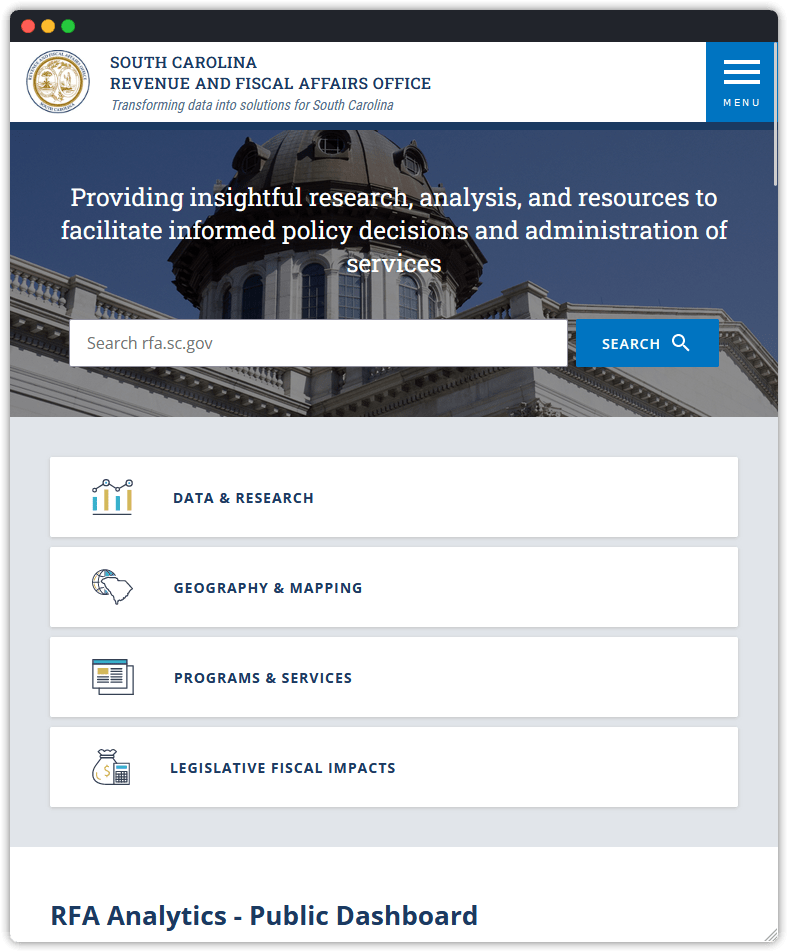 SOUTH CAROLINA
REVENUE AND FISCAL AFFAIRS OFFICE
Transforming data into solutions for South Carolina
MENU
Providing insightful research, analysis, and resources to
facilitate informed policy decisions and administration of
services
Search rfa.sc.gov
SEARCH
DATA & RESEARCH
GEOGRAPHY & MAPPING
PROGRAMS & SERVICES
LEGISLATIVE FISCAL IMPACTS
RFA Analytics - Public Dashboard